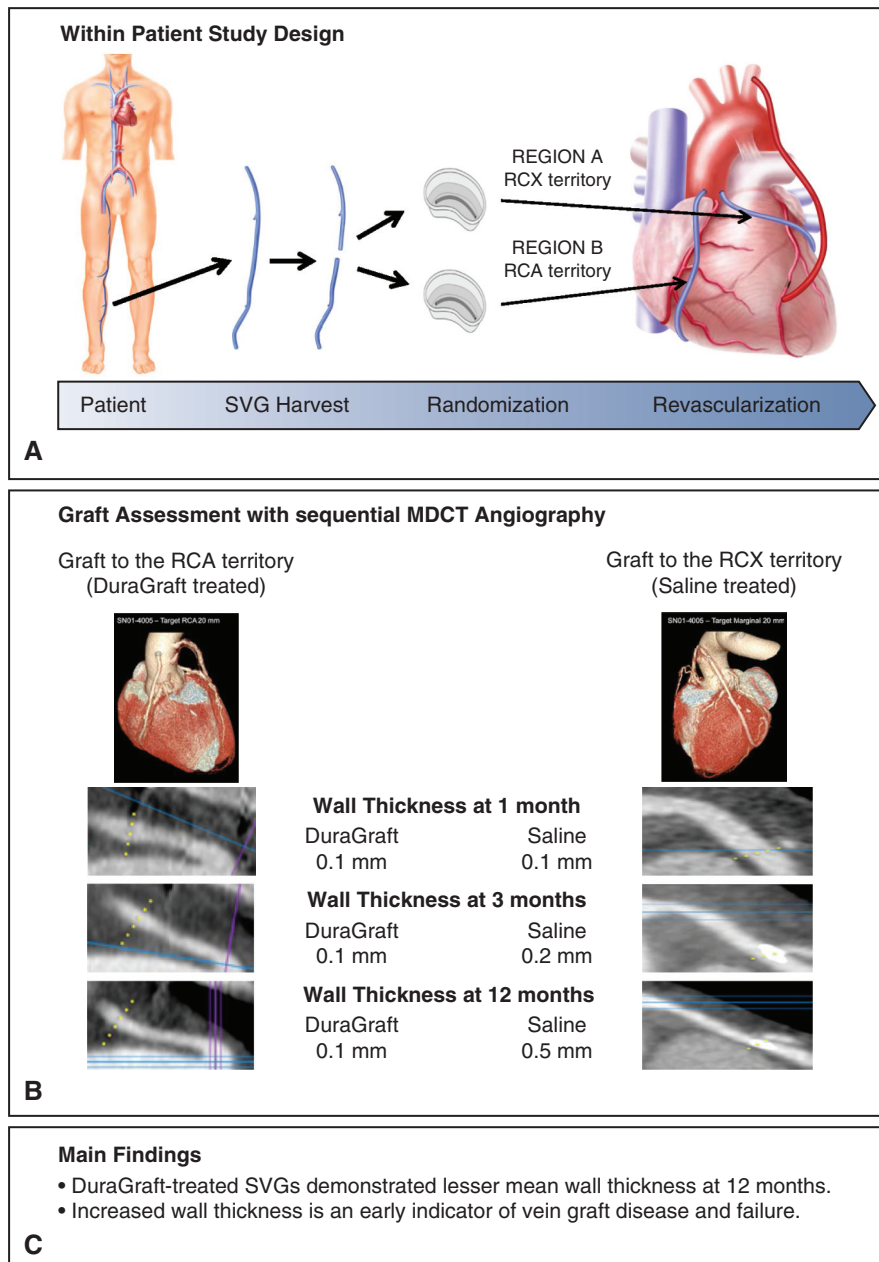 Within Patient Study Design
REGION A
RCX territory
REGION B
RCA territory
Patient
SVG Harvest
Randomization
Revascularization
A
Graft Assessment with sequential MDCT Angiography
Graft to the RCA territory
(DuraGraft treated)
Graft to the RCX territory
(Saline treated)
SN01-4005 – Target RCA 20 mm
SN01-4005 – Target Marginal 20 mm
Wall Thickness at 1 month
DuraGraft Saline
0.1 mm 0.1 mm
Wall Thickness at 3 months
DuraGraft Saline
0.1 mm 0.2 mm
Wall Thickness at 12 months
DuraGraft Saline
0.1 mm 0.5 mm
B
Main Findings
• DuraGraft-treated SVGs demonstrated lesser mean wall thickness at 12 months.
• Increased wall thickness is an early indicator of vein graft disease and failure.
C